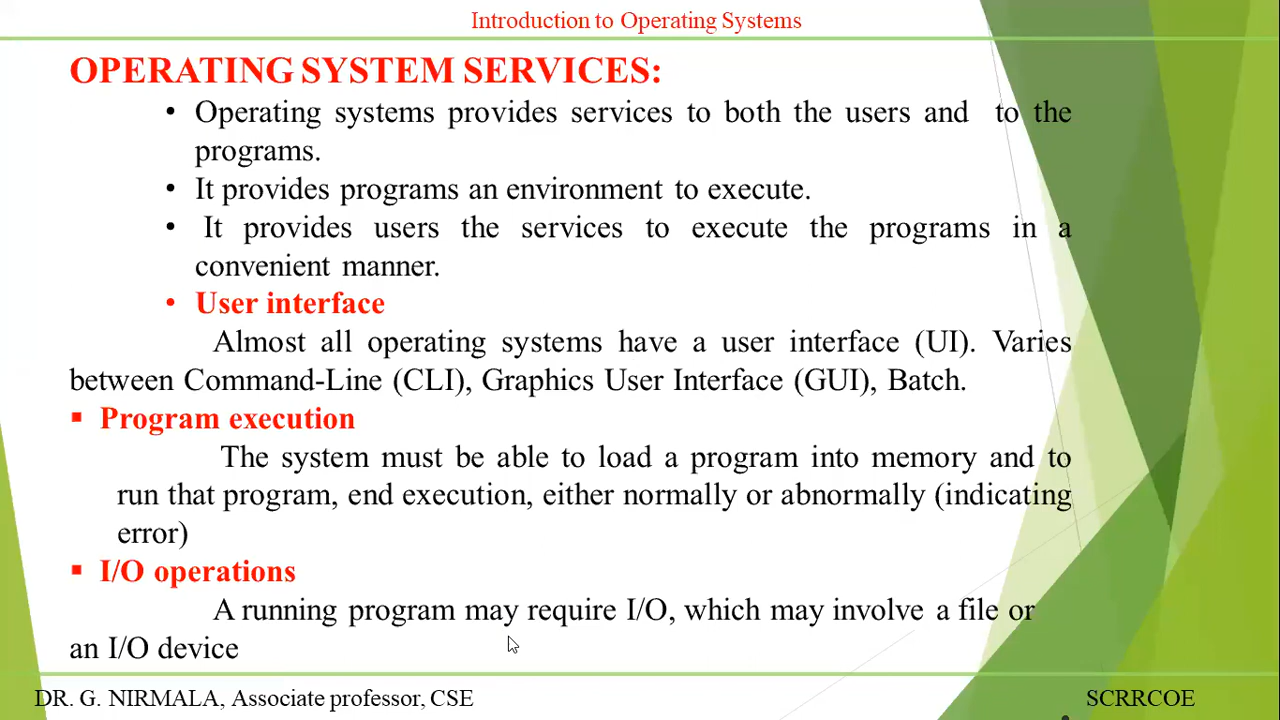 Introduction to Operating Systems
OPERATING SYSTEM SERVICES:
• Operating systems provides services to both the users and to the
programs.
• It provides programs an environment to execute.
• It provides users the services to execute the programs in a
convenient manner.
• User interface
Almost all operating systems have a user interface (UI). Varies
between Command-Line (CLI), Graphics User Interface (GUI), Batch.
▪ Program execution
The system must be able to load a program into memory and to
run that program, end execution, either normally or abnormally (indicating
error)
▪ I/O operations
A running program may require I/O, which may involve a file or
an I/O device
DR. G. NIRMALA, Associate professor, CSE
SCRRCOE